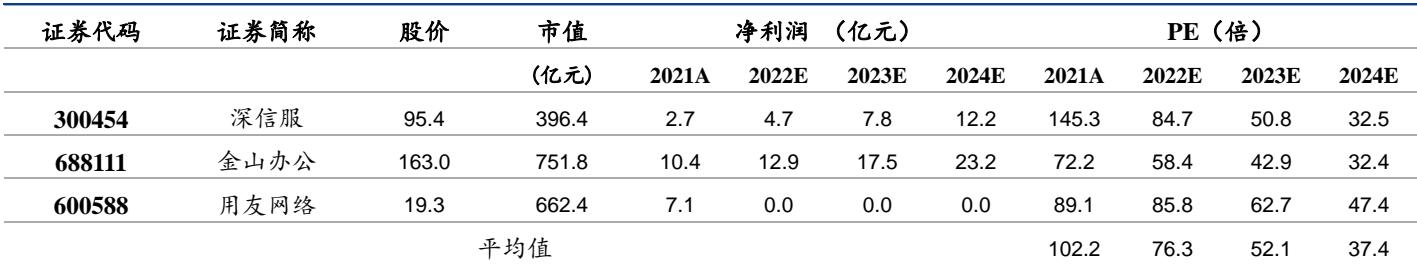 证券代码 证券简称 股价 市值 净利润 （亿元） PE（倍）
(亿元) 2021A 2022E 2023E 2024E 2021A 2022E 2023E 2024E
300454 深信服 95.4 396.4 2.7 4.7 7.8 12.2 145.3 84.7 50.8 32.5
688111 金山办公 163.0 751.8 10.4 12.9 17.5 23.2 72.2 58.4 42.9 32.4
600588 用友网络 19.3 662.4 7.1 0.0 0.0 0.0 89.1 85.8 62.7 47.4
平均值 102.2 76.3 52.1 37.4